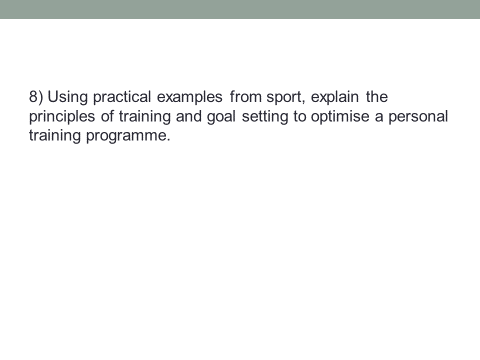 8) Using practical examples from sport, explain the
principles of training and goal setting to optimise a personal
training programme.